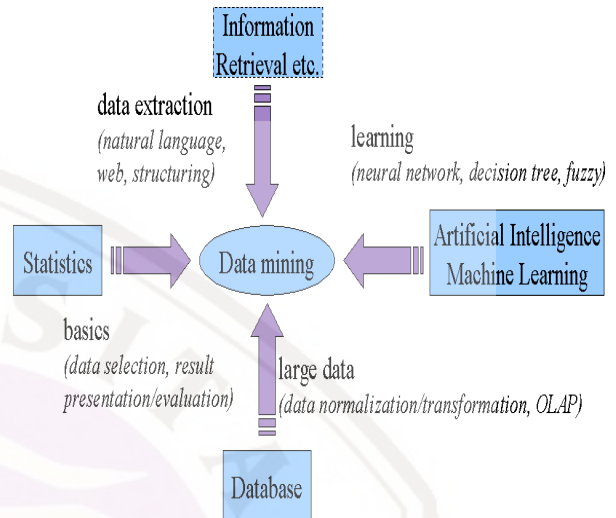 Information
Retrieval etc.
data extraction
(natural language,
web, structuring)
learning
(neural network, decision tree, fuzzy)
Statistics
Data mining
Artificial Intelligence
Machine Learning
basics
(data selection, result
presentation/evaluation)
large data
(data normalization/transformation, OLAP)
Database
S I T A